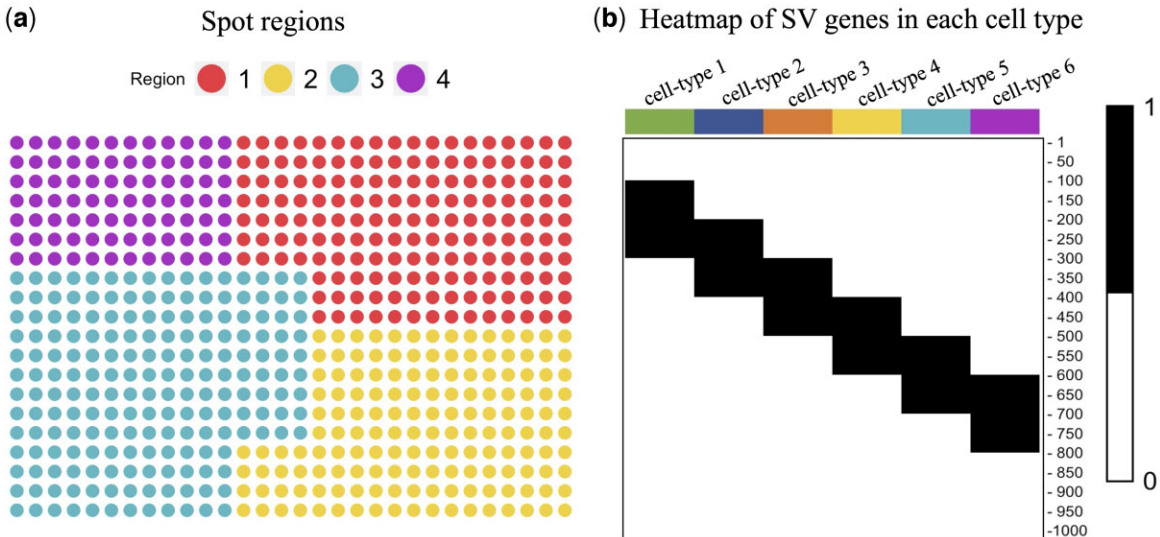 (a) Spot regions
Region 1 2 3 4
(b) Heatmap of SV genes in each cell type
cell-type 1
cell-type 2
cell-type 3
cell-type 4
cell-type 5
cell-type 6
- 1
- 50
- 100
- 150
- 200
- 250
- 300
- 350
- 400
- 450
- 500
- 550
- 600
- 650
- 700
- 750
- 800
- 850
- 900
- 950
-1000
1
0